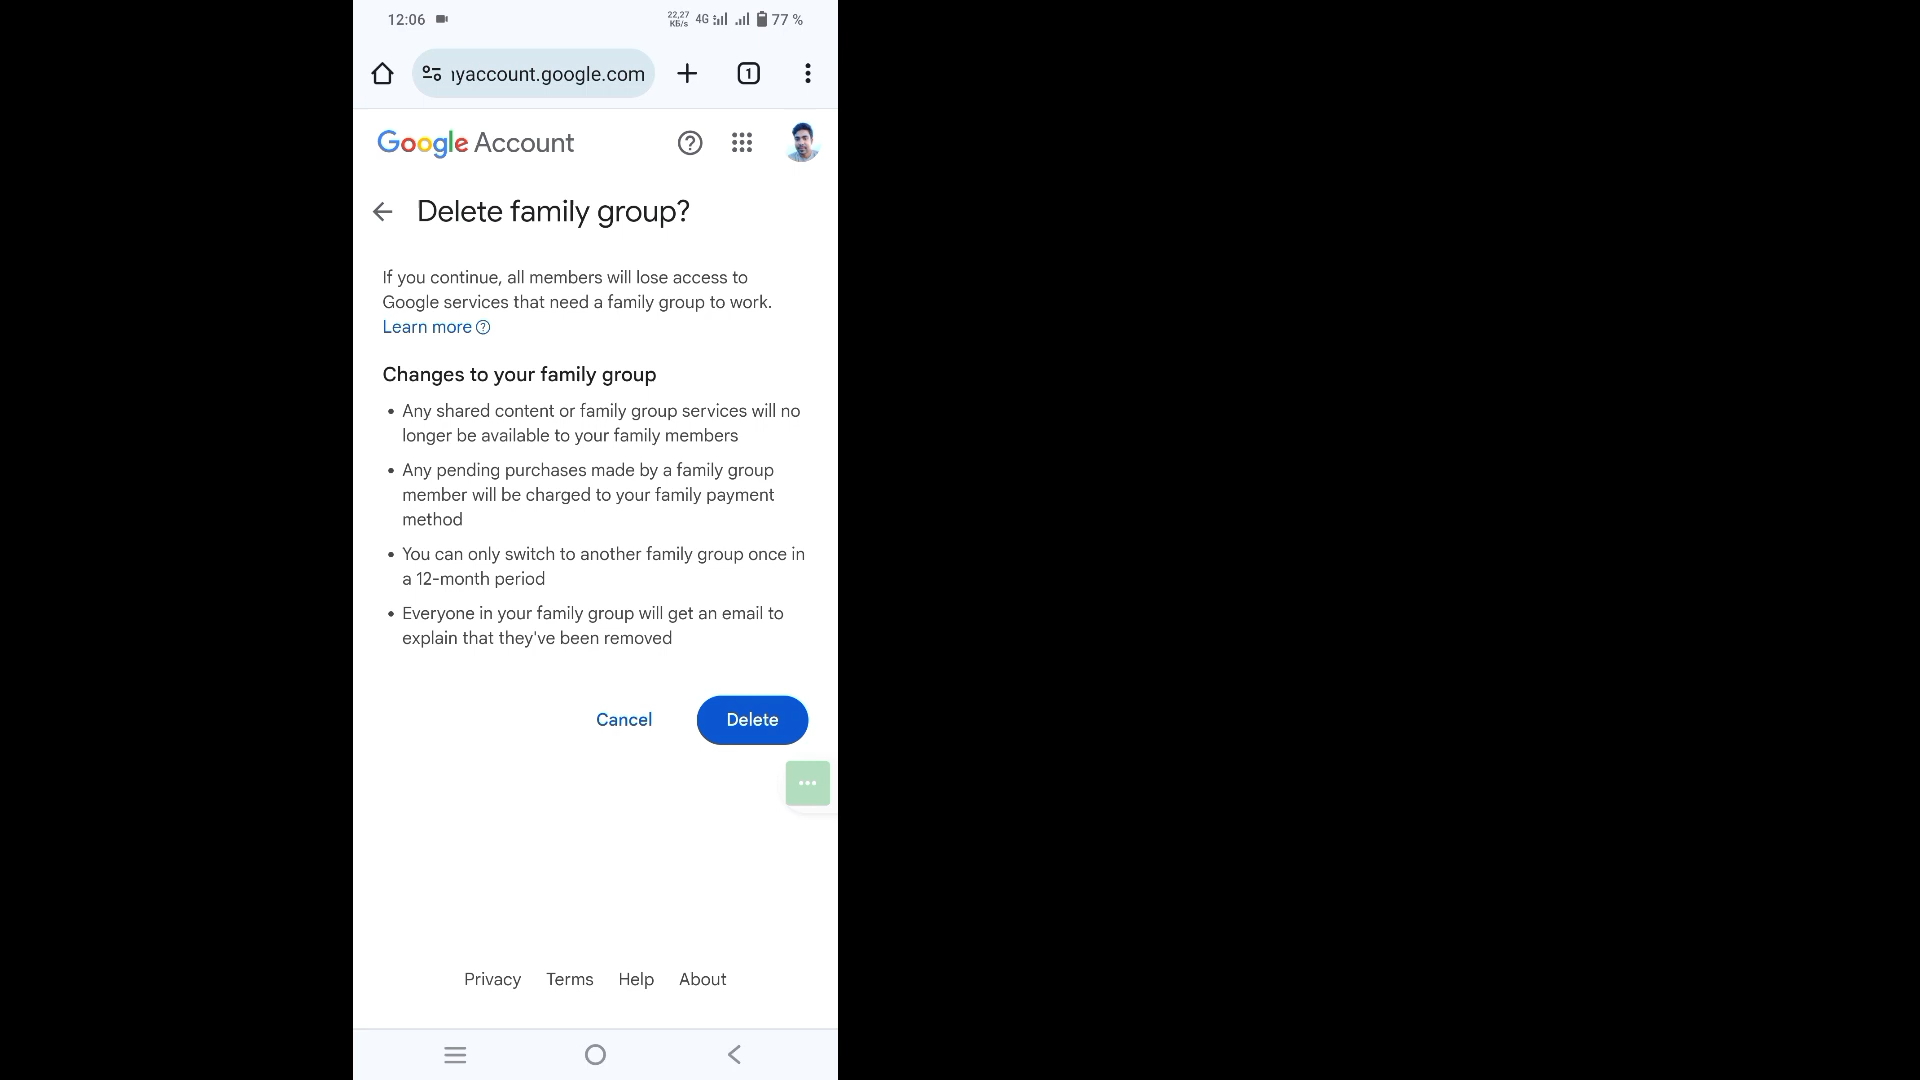 12:06
22,27
КБ/s
4G
77 %
nyaccount.google.com
1
Google Account
Delete family group?
If you continue, all members will lose access to
Google services that need a family group to work.
Learn more
Changes to your family group
• Any shared content or family group services will no
longer be available to your family members
• Any pending purchases made by a family group
member will be charged to your family payment
method
• You can only switch to another family group once in
a 12-month period
• Everyone in your family group will get an email to
explain that they've been removed
Cancel
Delete
Privacy
Terms
Help
About